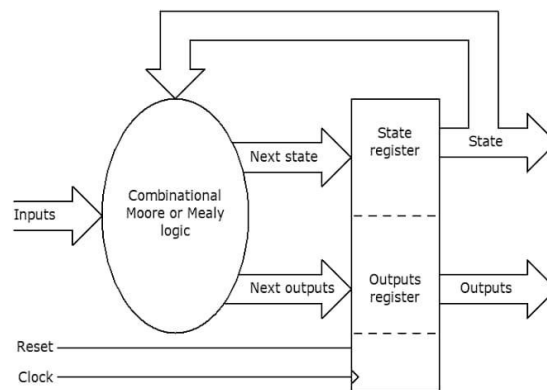 State
register
Next state
State
Combinational
Moore or Mealy
logic
Inputs
Next outputs
Outputs
register
Outputs
Reset
Clock